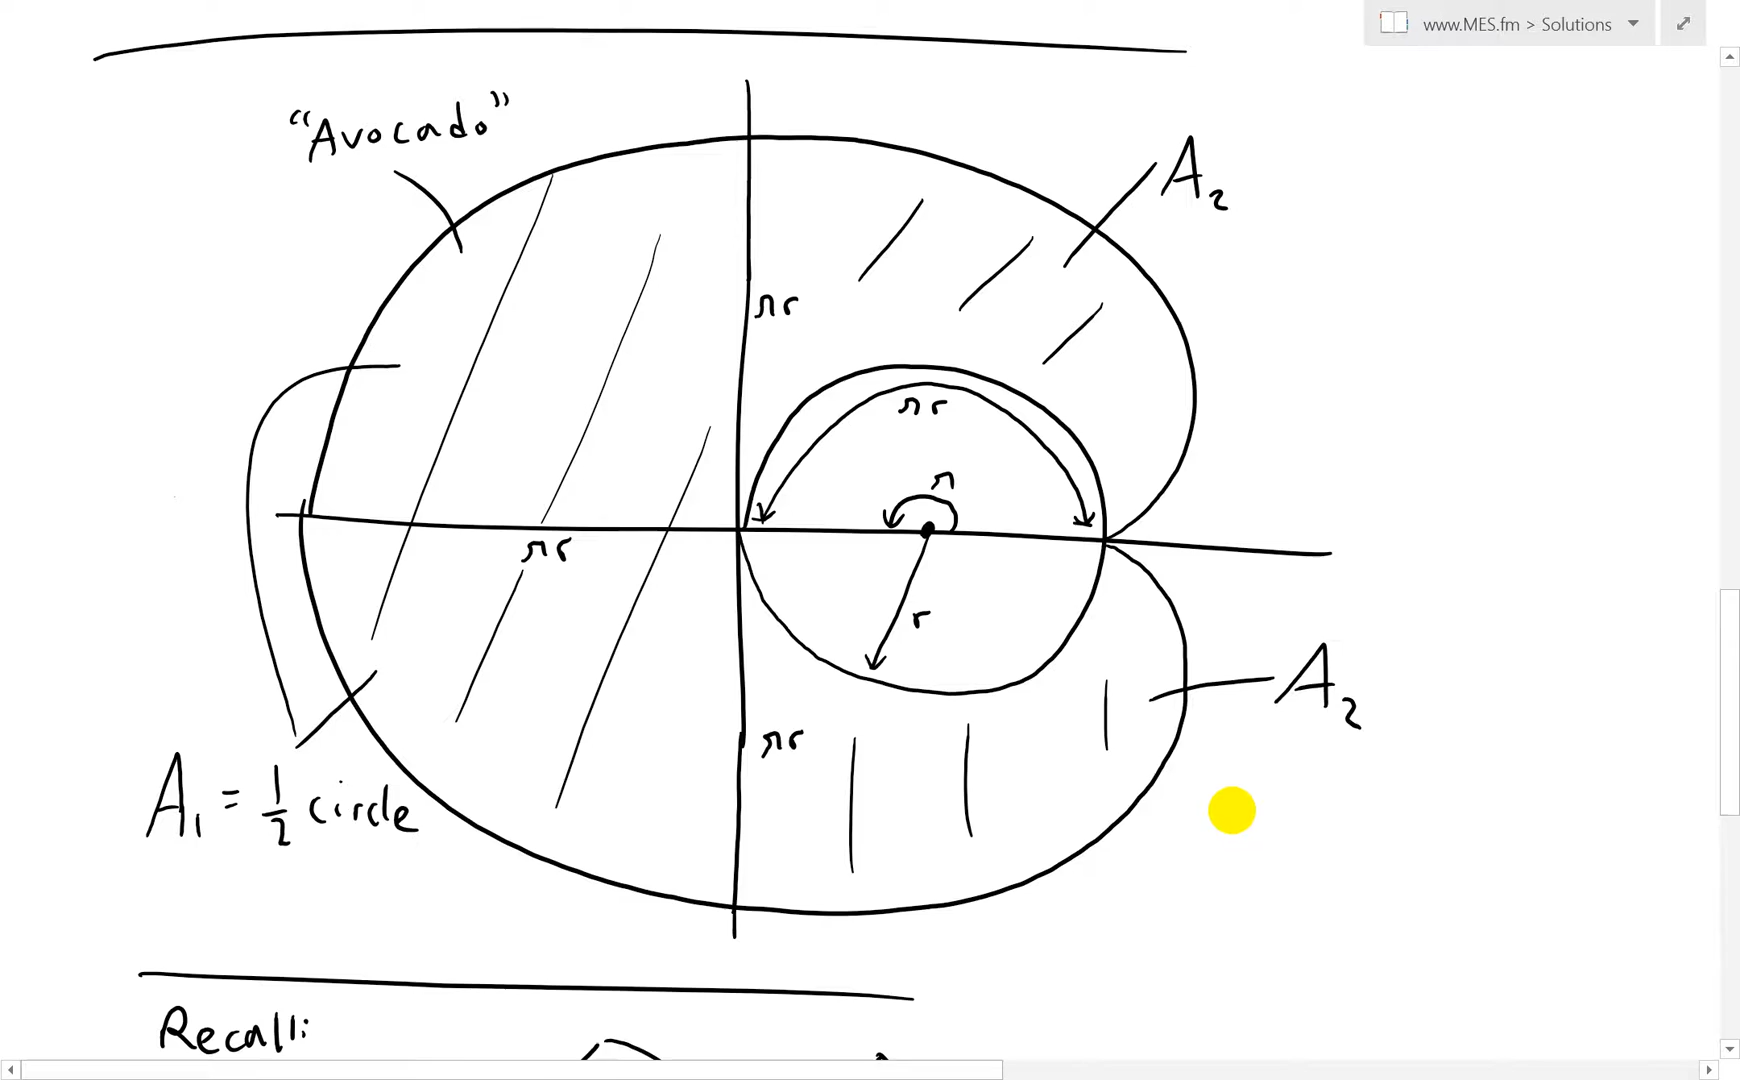 www.MES.fm > Solutions
"Avocado"
A₂
πr
πr
π
πr
r
A₂
πr
A₁ = 1/2 circle
Recall: